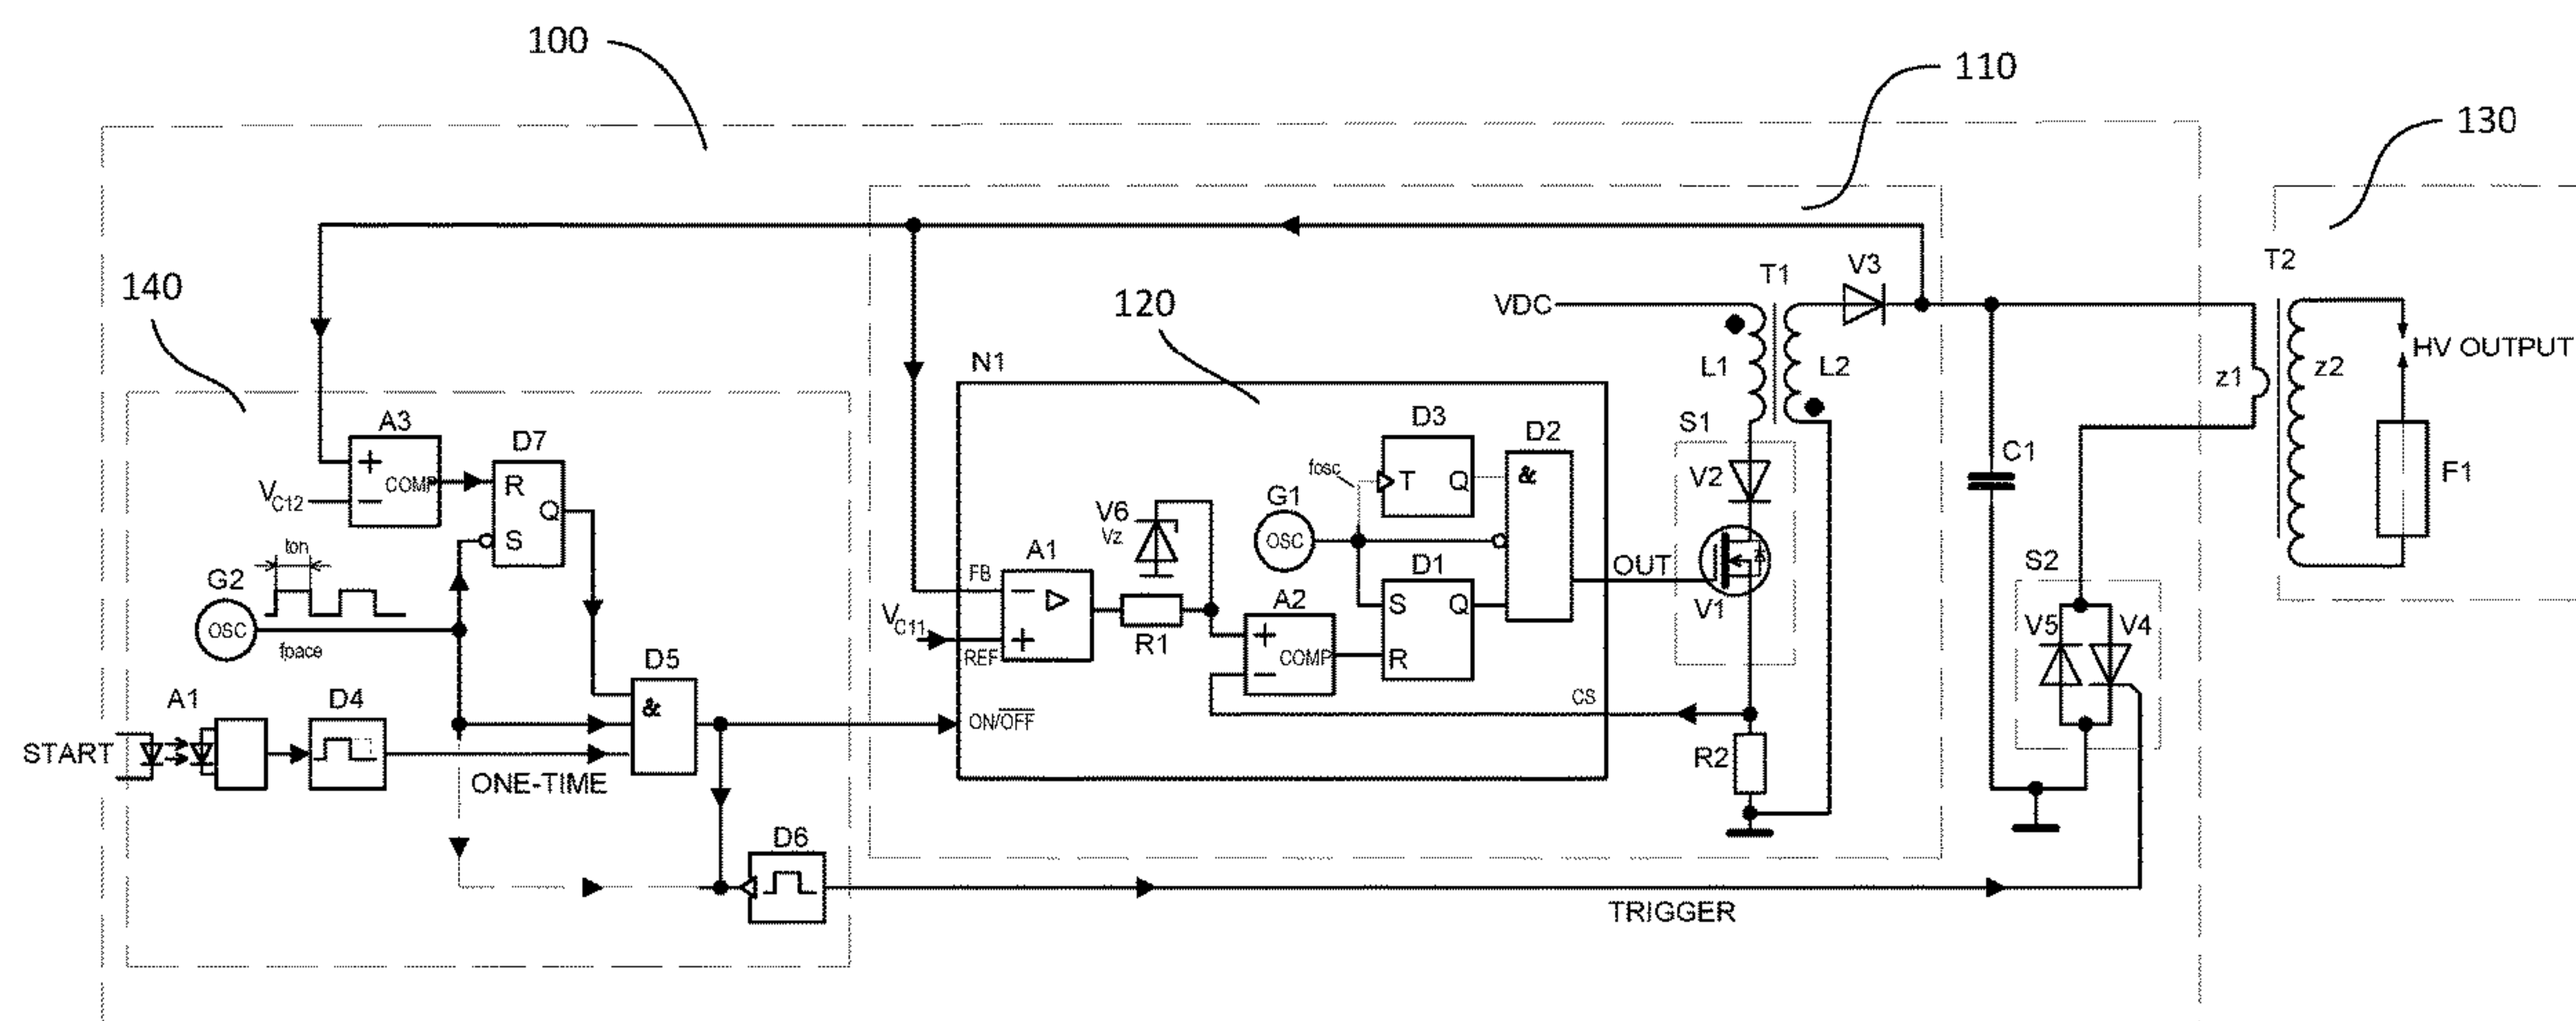 100
110
130
140
120
T2
T1
V3
VDC
L1
L2
z1
z2
HV OUTPUT
F1
N1
S1
A3
+
COMP
−
VC12
D7
R
Q
S
D3
fosc
T
Q
D2
&
V2
C1
G1
OSC
V6
Vz
A1
FB
−
+
VC11
REF
R1
A2
+
COMP
−
D1
S
Q
R
OUT
V1
S2
V5
V4
ton
G2
OSC
fpace
A1
D4
D5
&
START
ONE-TIME
ON/OFF
CS
R2
D6
TRIGGER